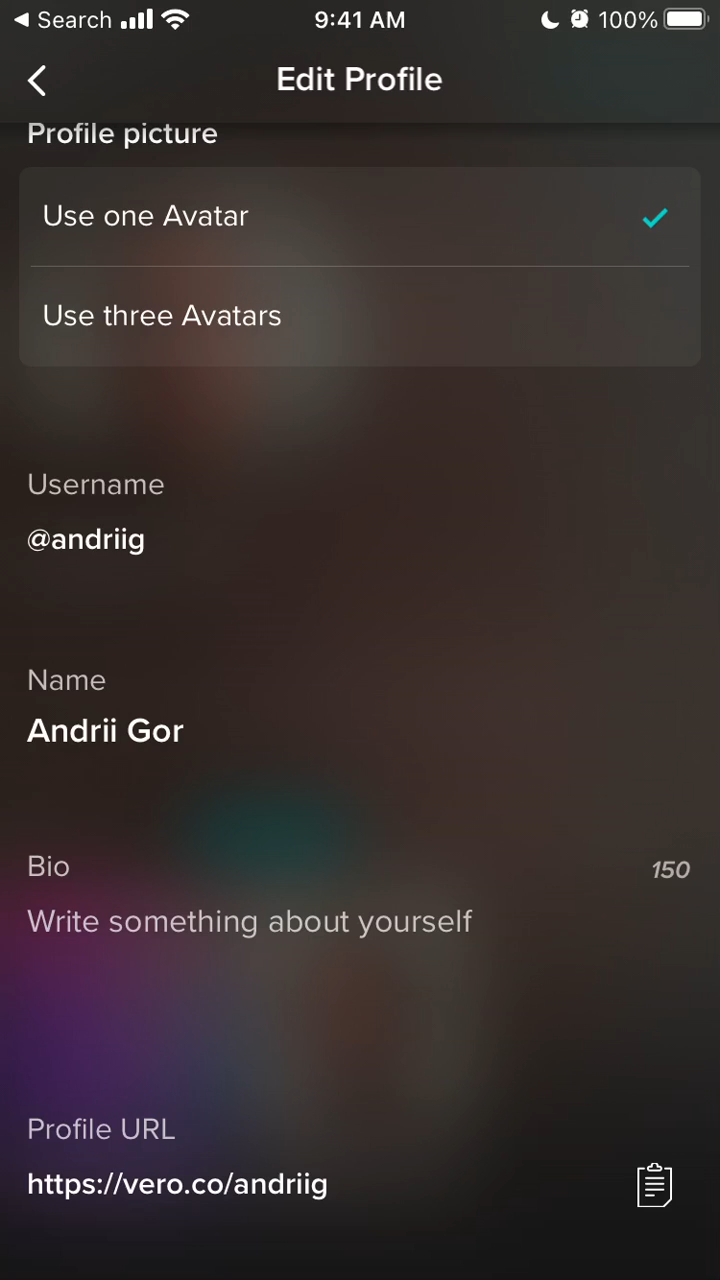 Search
9:41 AM
100%
Edit Profile
Profile picture
Use one Avatar
Use three Avatars
Username
@andriig
Name
Andrii Gor
Bio
150
Write something about yourself
Profile URL
https://vero.co/andriig